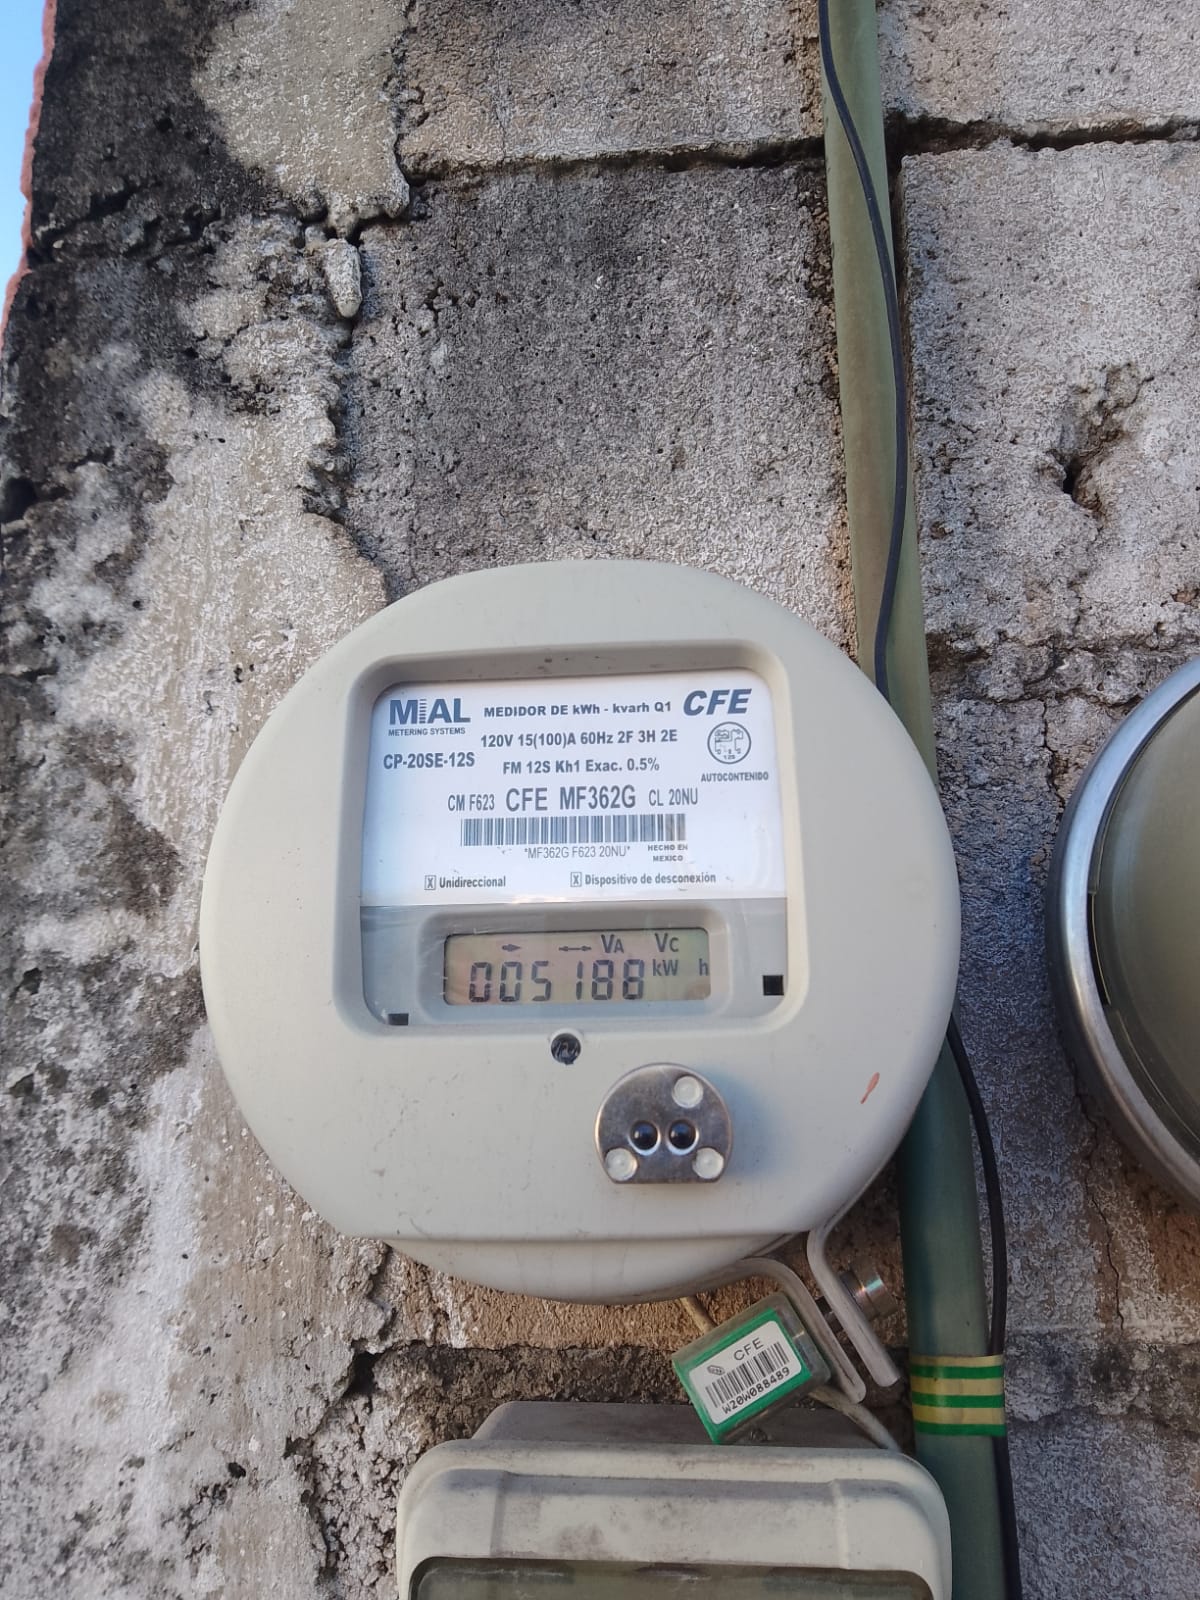 MIAL
METERING SYSTEMS
MEDIDOR DE kWh - kvarh Q1
CFE
120V 15(100)A 60Hz 2F 3H 2E
CP-20SE-12S
FM 12S Kh1 Exac. 0.5%
12S
AUTOCONTENIDO
CM F623 CFE MF362G CL 20NU
*MF362G F623 20NU*
HECHO EN
MEXICO
X Unidireccional
X Dispositivo de desconexión
VA VC
005188 kW h
CFE
W20W088489